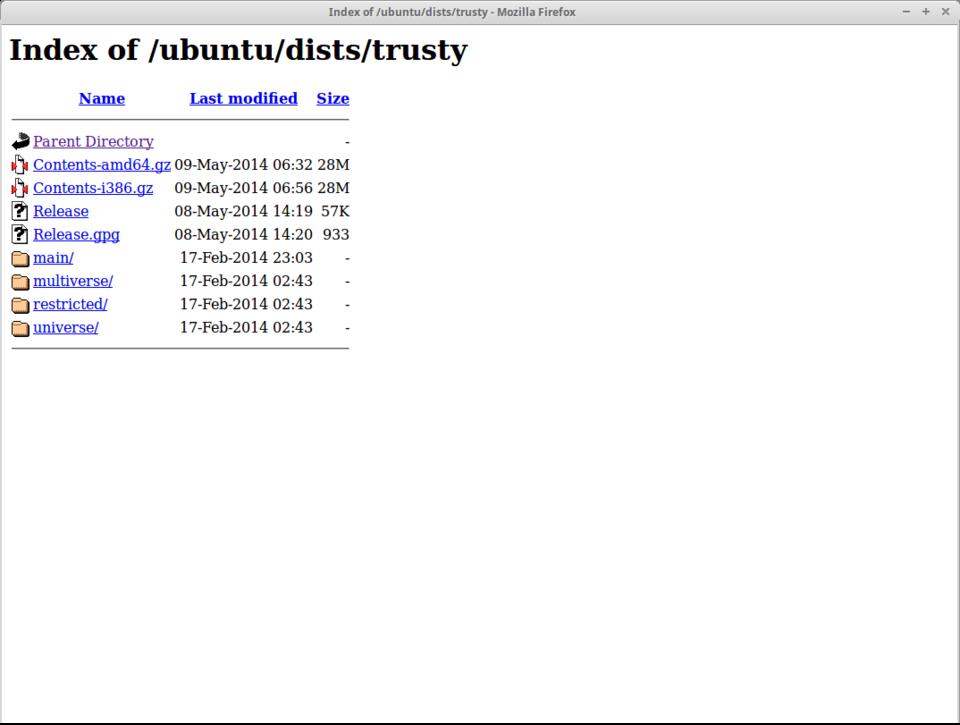 Index of /ubuntu/dists/trusty - Mozilla Firefox
Index of /ubuntu/dists/trusty
Name Last modified Size
Parent Directory -
Contents-amd64.gz 09-May-2014 06:32 28M
Contents-i386.gz 09-May-2014 06:56 28M
Release 08-May-2014 14:19 57K
Release.gpg 08-May-2014 14:20 933
main/ 17-Feb-2014 23:03 -
multiverse/ 17-Feb-2014 02:43 -
restricted/ 17-Feb-2014 02:43 -
universe/ 17-Feb-2014 02:43 -